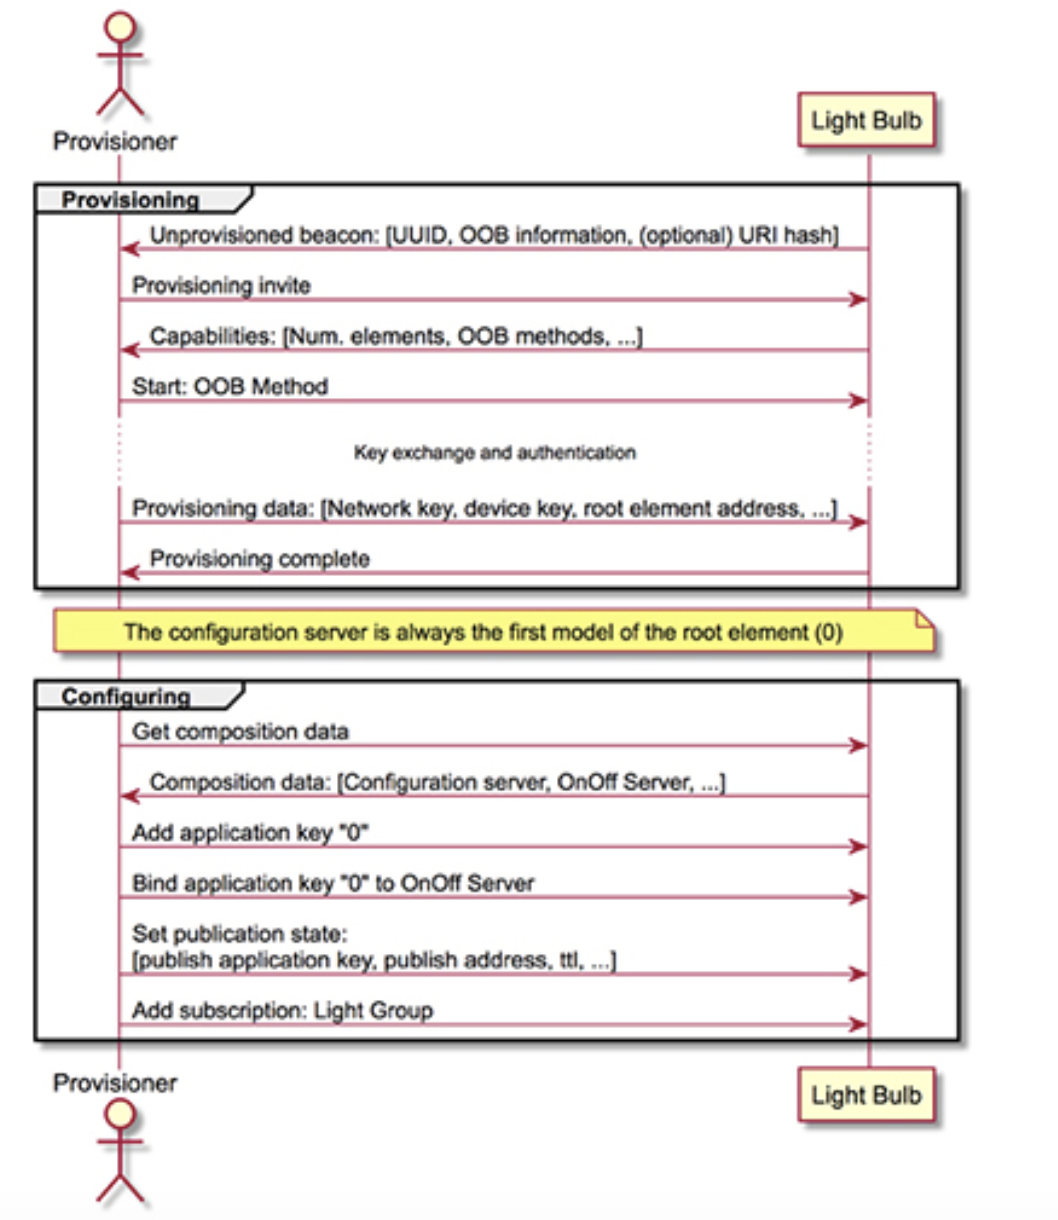 Provisioner
Light Bulb
Provisioning
Unprovisioned beacon: [UUID, OOB information, (optional) URI hash]
Provisioning invite
Capabilities: [Num. elements, OOB methods, ...]
Start: OOB Method
Key exchange and authentication
Provisioning data: [Network key, device key, root element address, ...]
Provisioning complete
The configuration server is always the first model of the root element (0)
Configuring
Get composition data
Composition data: [Configuration server, OnOff Server, ...]
Add application key "0"
Bind application key "0" to OnOff Server
Set publication state:
[publish application key, publish address, ttl, ...]
Add subscription: Light Group
Provisioner
Light Bulb